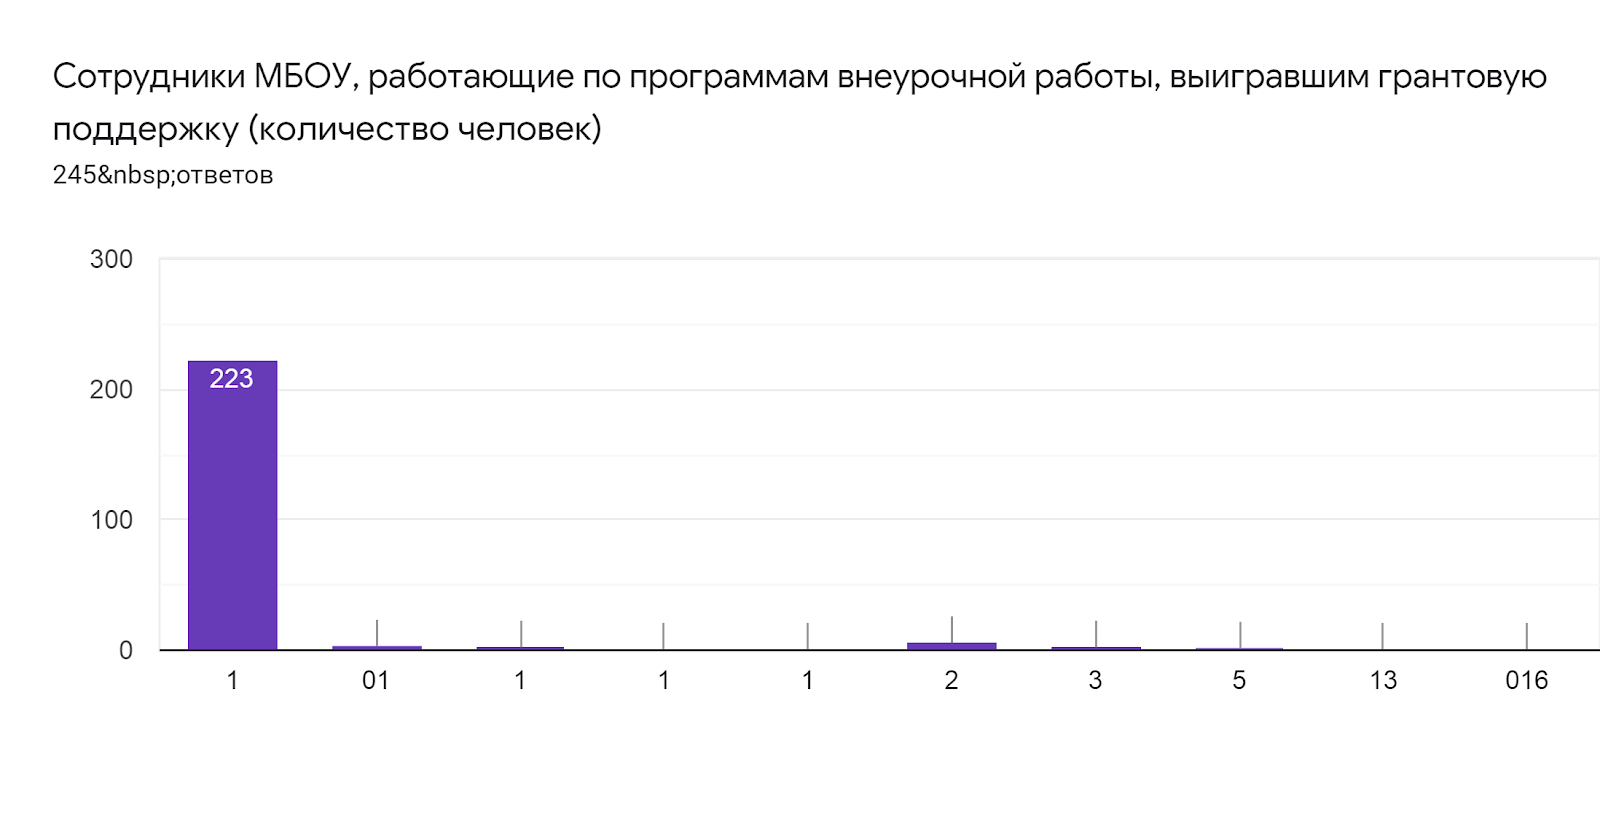 Сотрудники МБОУ, работающие по программам внеурочной работы, выигравшим грантовую
поддержку (количество человек)
245&nbsp;ответов
300
200
100
0
223
1 01 1 1 1 2 3 5 13 016